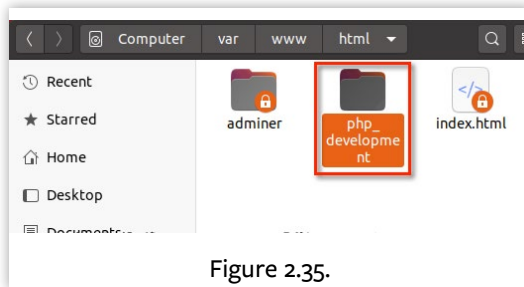 Computer var www html
Recent
Starred
Home
Desktop
adminer
php_
developme
nt
index.html
Figure 2.35.